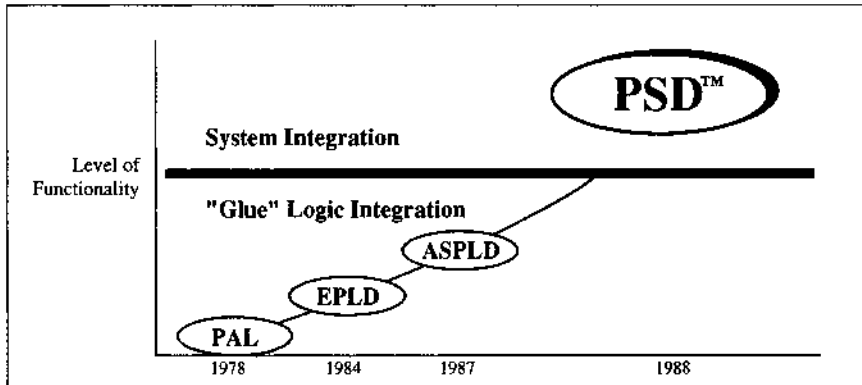 PSD™
System Integration
Level of
Functionality
"Glue" Logic Integration
ASPLD
EPLD
PAL
1978 1984 1987 1988